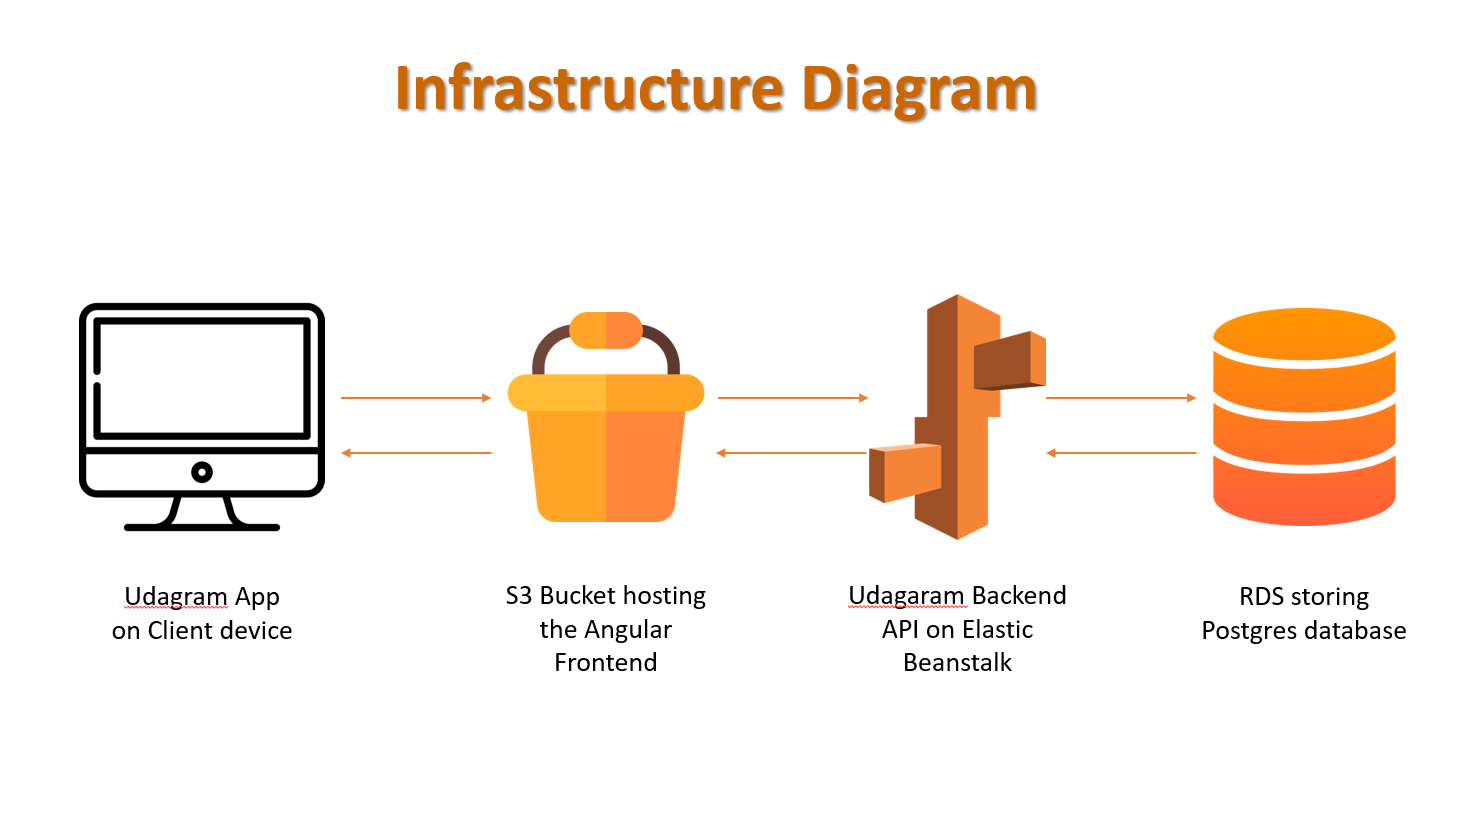 Infrastructure Diagram
Udagram App
on Client device
S3 Bucket hosting
the Angular
Frontend
Udagaram Backend
API on Elastic
Beanstalk
RDS storing
Postgres database